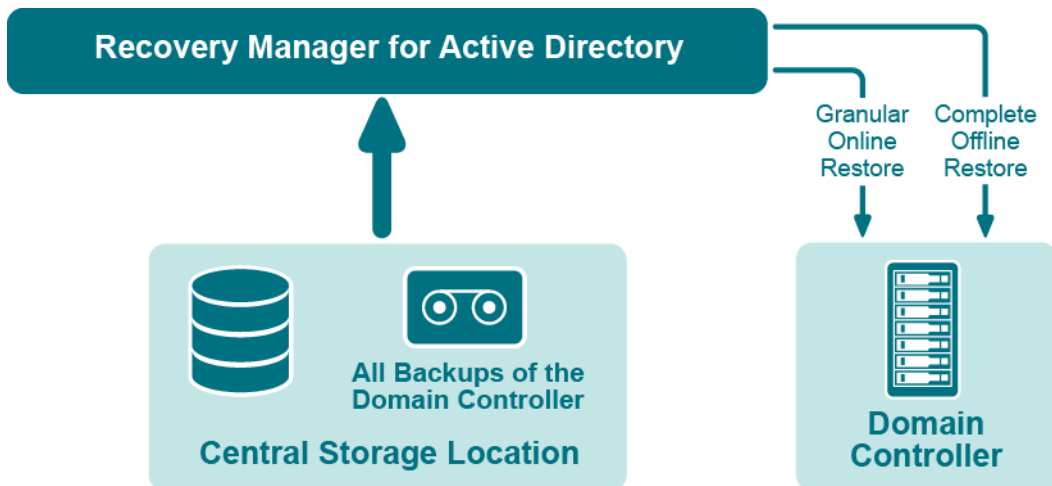 Recovery Manager for Active Directory
Granular
Online
Restore
Complete
Offline
Restore
All Backups of the
Domain Controller
Central Storage Location
Domain
Controller